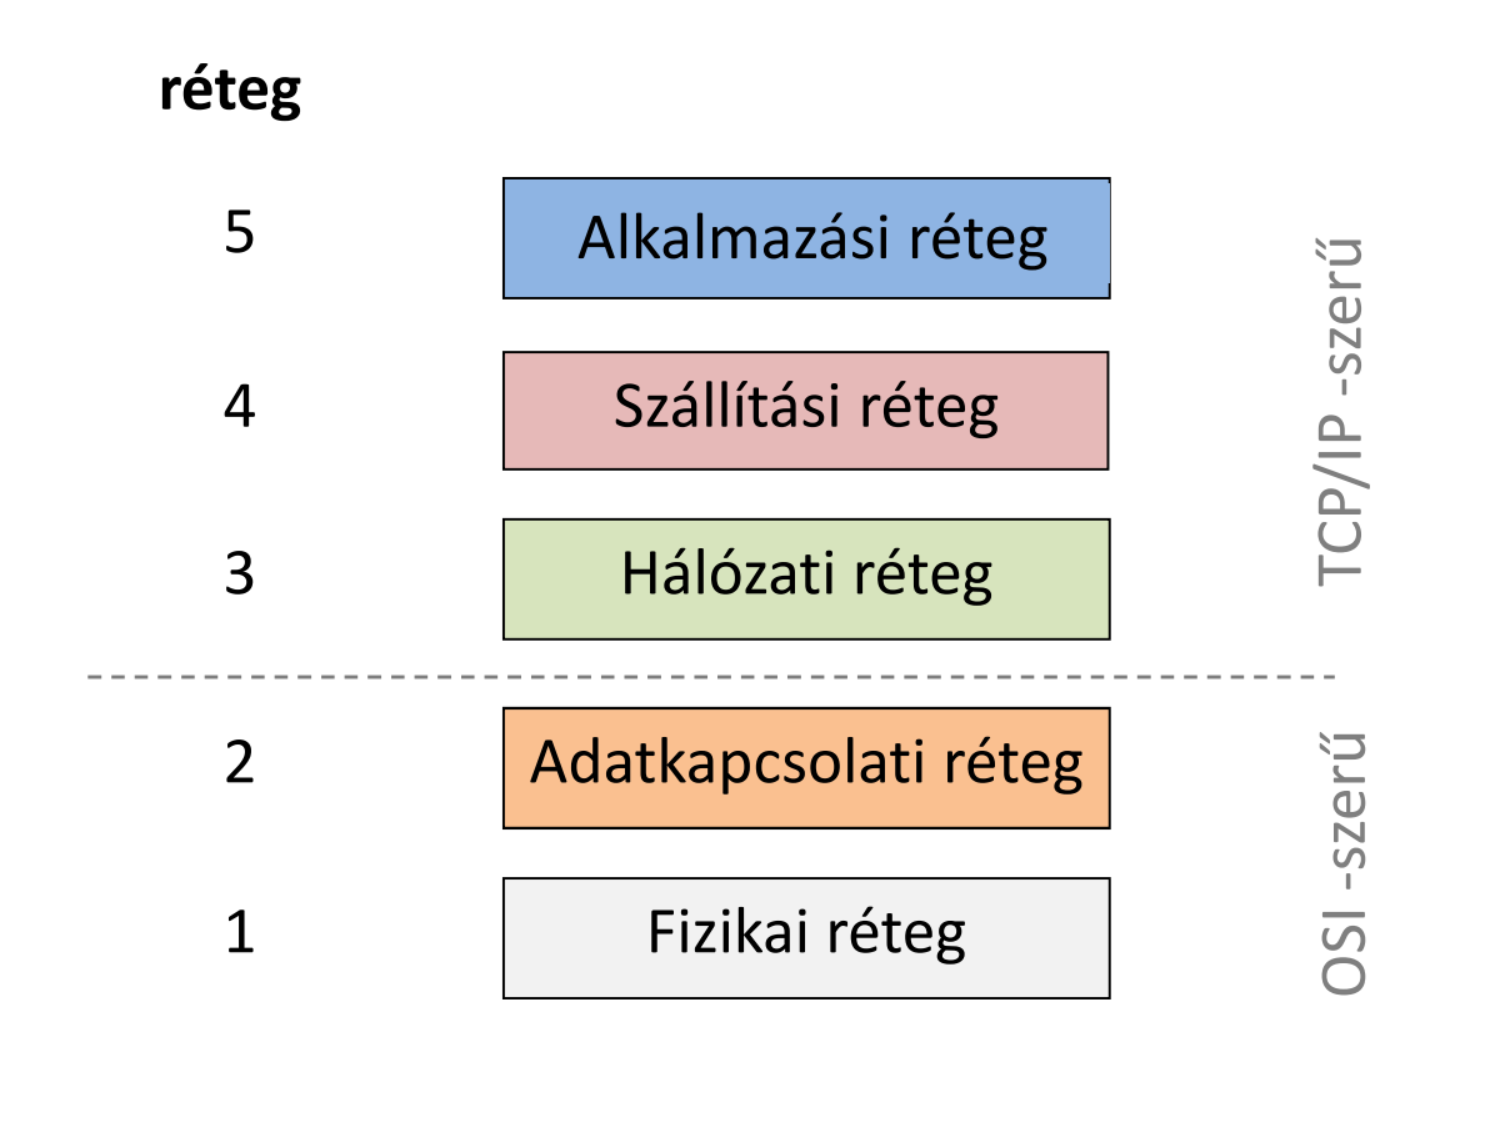 réteg
5
Alkalmazási réteg
4
Szállítási réteg
3
Hálózati réteg
TCP/IP -szerű
2
Adatkapcsolati réteg
1
Fizikai réteg
OSI -szerű